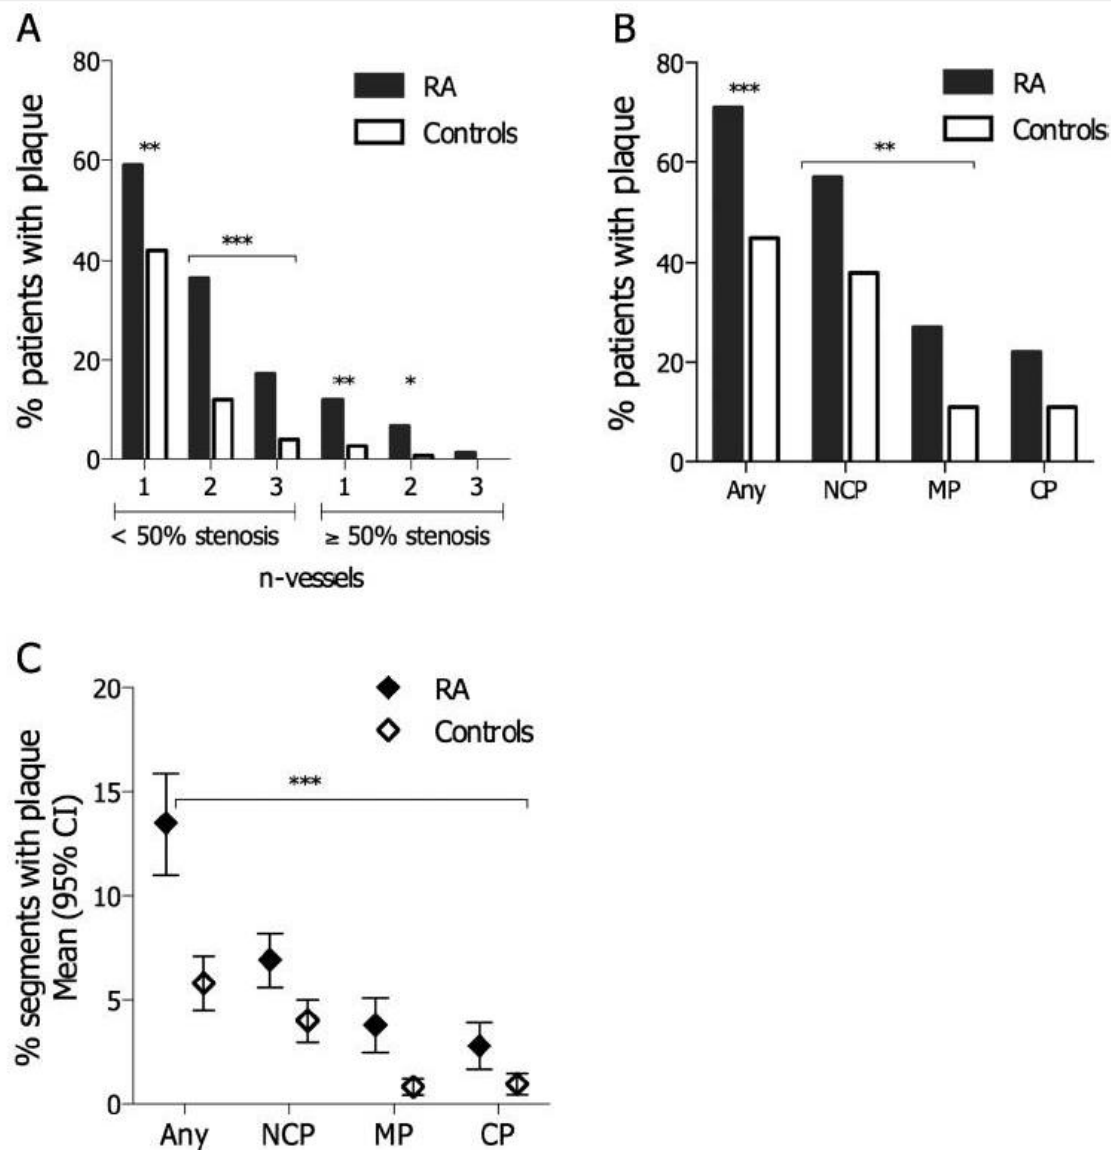 A
% patients with plaque
80
60
40
20
0
RA
Controls
**
***
**
*
1 2 3 1 2 3
< 50% stenosis ≥ 50% stenosis
n-vessels
B
% patients with plaque
80
60
40
20
0
RA
Controls
***
**
Any NCP MP CP
C
% segments with plaque
Mean (95% CI)
20
15
10
5
0
RA
Controls
***
Any NCP MP CP